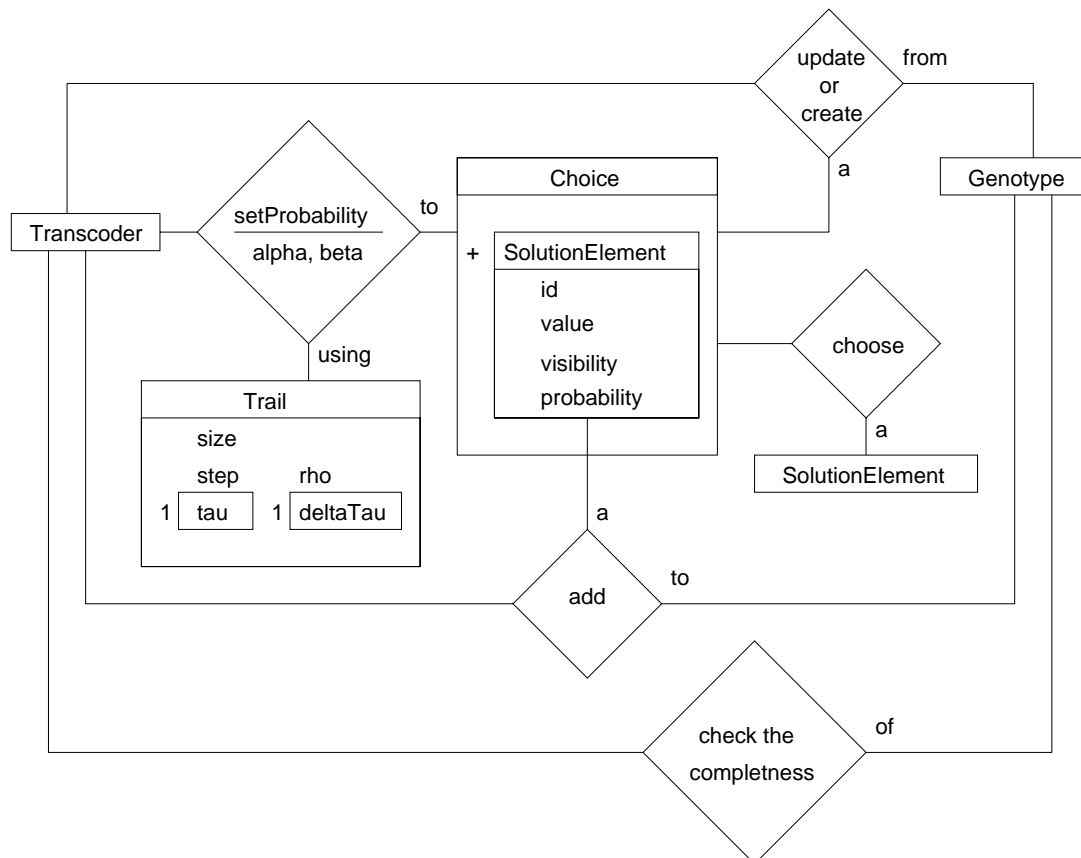 update
or
create
from
a
Choice
Genotype
setProbability
alpha, beta
to
Transcoder
+
SolutionElement
id
value
visibility
probability
using
choose
a
SolutionElement
Trail
size
step
rho
1
tau
1
deltaTau
a
add
to
check the
completness
of